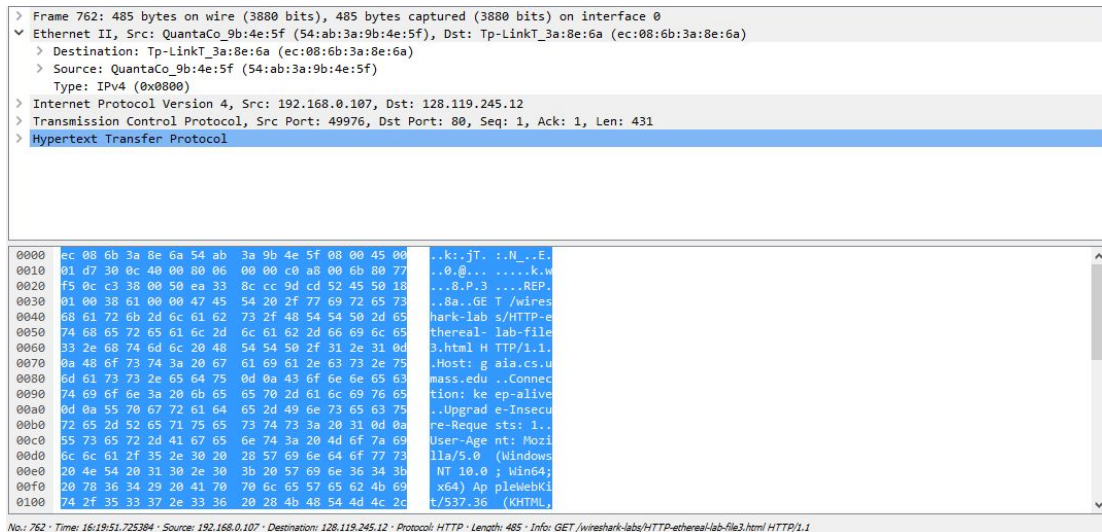 > Frame 762: 485 bytes on wire (3880 bits), 485 bytes captured (3880 bits) on interface 0
Ethernet II, Src: QuantaCo_9b:4e:5f (54:ab:3a:9b:4e:5f), Dst: Tp-LinkT_3a:8e:6a (ec:08:6b:3a:8e:6a)
> Destination: Tp-LinkT_3a:8e:6a (ec:08:6b:3a:8e:6a)
> Source: QuantaCo_9b:4e:5f (54:ab:3a:9b:4e:5f)
Type: IPv4 (0x0800)
> Internet Protocol Version 4, Src: 192.168.0.107, Dst: 128.119.245.12
> Transmission Control Protocol, Src Port: 49976, Dst Port: 80, Seq: 1, Ack: 1, Len: 431
> Hypertext Transfer Protocol
0000 ec 08 6b 3a 8e 6a 54 ab 3a 9b 4e 5f 08 00 45 00 ..k:.jT. :.N_..E.
0010 01 d7 30 0c 40 00 80 06 00 00 c0 a8 00 6b 80 77 ..0.@... .....k.w
0020 f5 0c c3 38 00 50 ea 33 8c cc 9d cd 52 45 50 18 ...8.P.3 ....REP.
0030 01 00 38 61 00 00 47 45 54 20 2f 77 69 72 65 73 ..8a..GE T /wires
0040 68 61 72 6b 2d 6c 61 62 73 2f 48 54 54 50 2d 65 hark-lab s/HTTP-e
0050 74 68 65 72 65 61 6c 2d 6c 61 62 2d 66 69 6c 65 thereal- lab-file
0060 33 2e 68 74 6d 6c 20 48 54 54 50 2f 31 2e 31 0d 3.html H TTP/1.1.
0070 0a 48 6f 73 74 3a 20 67 61 69 61 2e 63 73 2e 75 .Host: g aia.cs.u
0080 6d 61 73 73 2e 65 64 75 0d 0a 43 6f 6e 6e 65 63 mass.edu ..Connec
0090 74 69 6f 6e 3a 20 6b 65 65 70 2d 61 6c 69 76 65 tion: ke ep-alive
00a0 0d 0a 55 70 67 72 61 64 65 2d 49 6e 73 65 63 75 ..Upgrad e-Insecu
00b0 72 65 2d 52 65 71 75 65 73 74 73 3a 20 31 0d 0a re-Reque sts: 1..
00c0 55 73 65 72 2d 41 67 65 6e 74 3a 20 4d 6f 7a 69 User-Age nt: Mozi
00d0 6c 6c 61 2f 35 2e 30 20 28 57 69 6e 64 6f 77 73 lla/5.0 (Windows
00e0 20 4e 54 20 31 30 2e 30 3b 20 57 69 6e 36 34 3b NT 10.0 ; Win64;
00f0 20 78 36 34 29 20 41 70 70 6c 65 57 65 62 4b 69 x64) Ap pleWebKi
0100 74 2f 35 33 37 2e 33 36 20 28 4b 48 54 4d 4c 2c t/537.36 (KHTML,
No.: 762 · Time: 16:19:51.725384 · Source: 192.168.0.107 · Destination: 128.119.245.12 · Protocol: HTTP · Length: 485 · Info: GET /wireshark-labs/HTTP-ethereal-lab-file3.html HTTP/1.1